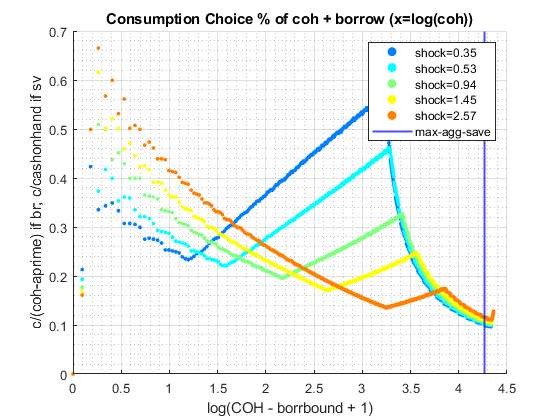 Consumption Choice % of coh + borrow (x=log(coh))
0.7
0.6
0.5
0.4
0.3
0.2
0.1
0
c/(coh-aprime) if br, c/cashonhand if sv
shock=0.35
shock=0.53
shock=0.94
shock=1.45
shock=2.57
max-agg-save
0 0.5 1 1.5 2 2.5 3 3.5 4 4.5
log(COH - borrbound + 1)